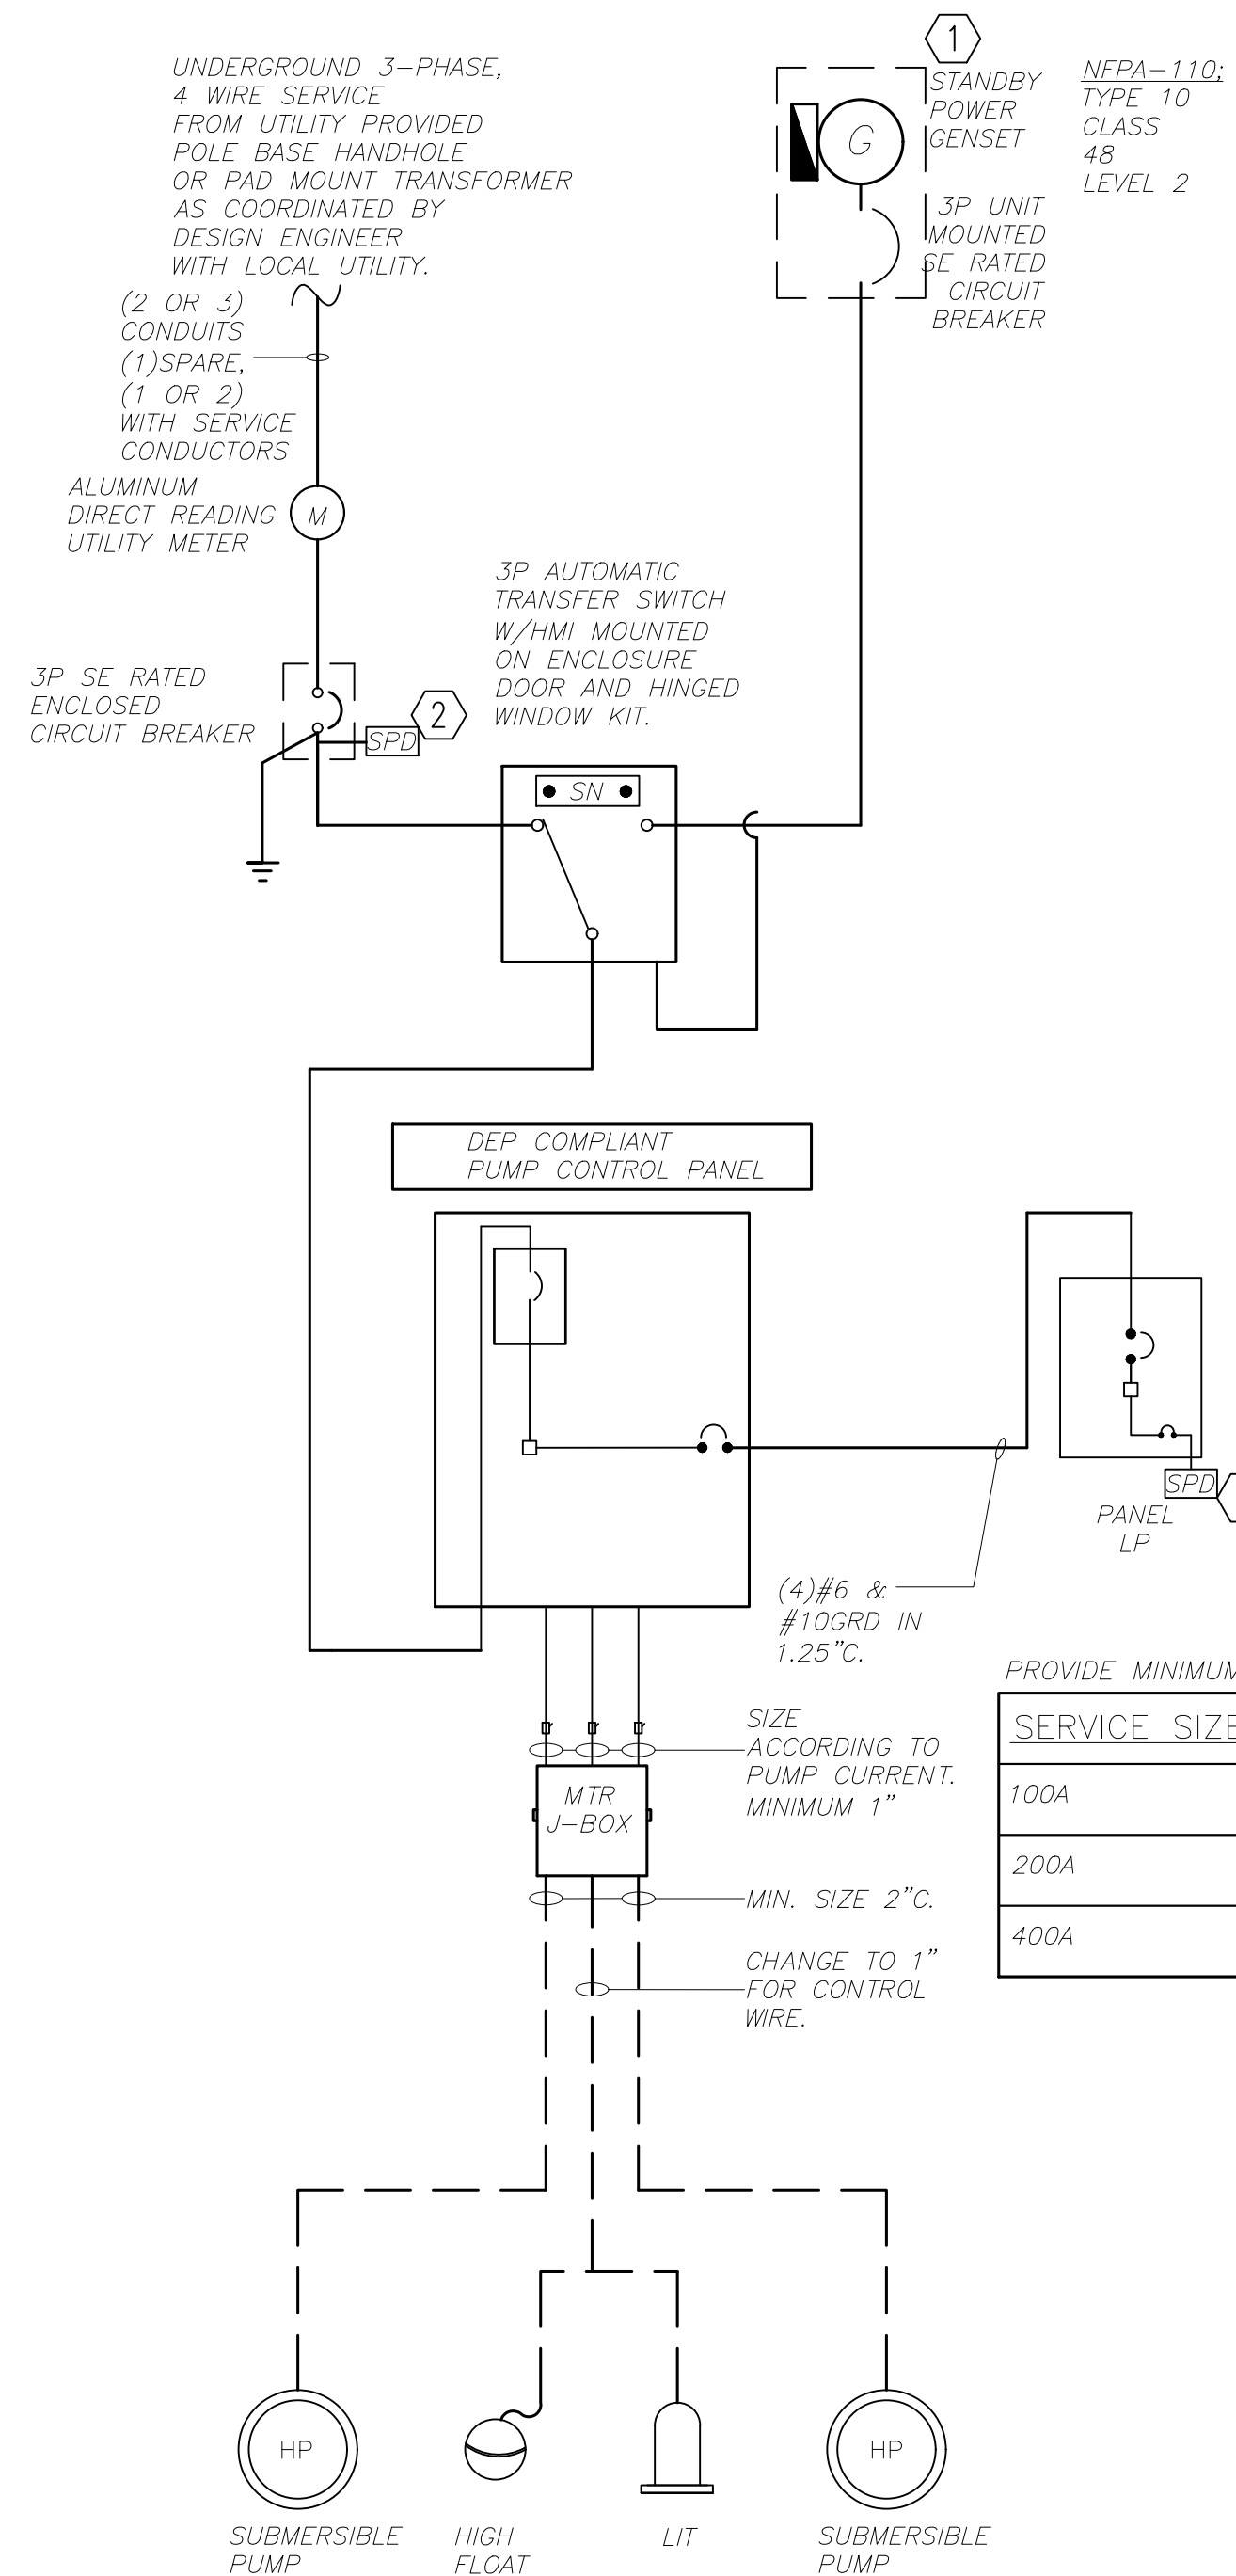 1
UNDERGROUND 3-PHASE,
4 WIRE SERVICE
FROM UTILITY PROVIDED
POLE BASE HANDHOLE
OR PAD MOUNT TRANSFORMER
AS COORDINATED BY
DESIGN ENGINEER
WITH LOCAL UTILITY.
STANDBY
POWER
GENSET
NFPA-110;
TYPE 10
CLASS
48
LEVEL 2
G
3P UNIT
MOUNTED
SE RATED
CIRCUIT
BREAKER
(2 OR 3)
CONDUITS
(1)SPARE,
(1 OR 2)
WITH SERVICE
CONDUCTORS
ALUMINUM
DIRECT READING
UTILITY METER
M
3P AUTOMATIC
TRANSFER SWITCH
W/HMI MOUNTED
ON ENCLOSURE
DOOR AND HINGED
WINDOW KIT.
3P SE RATED
ENCLOSED
CIRCUIT BREAKER
2
SPD
SN
DEP COMPLIANT
PUMP CONTROL PANEL
SPD
PANEL
LP
(4)#6 &
#10GRD IN
1.25"C.
PROVIDE MINIMUM
SERVICE SIZE
100A
200A
400A
SIZE
ACCORDING TO
PUMP CURRENT.
MINIMUM 1"
MTR
J-BOX
MIN. SIZE 2"C.
CHANGE TO 1"
FOR CONTROL
WIRE.
HP
HP
SUBMERSIBLE
PUMP
HIGH
FLOAT
LIT
SUBMERSIBLE
PUMP